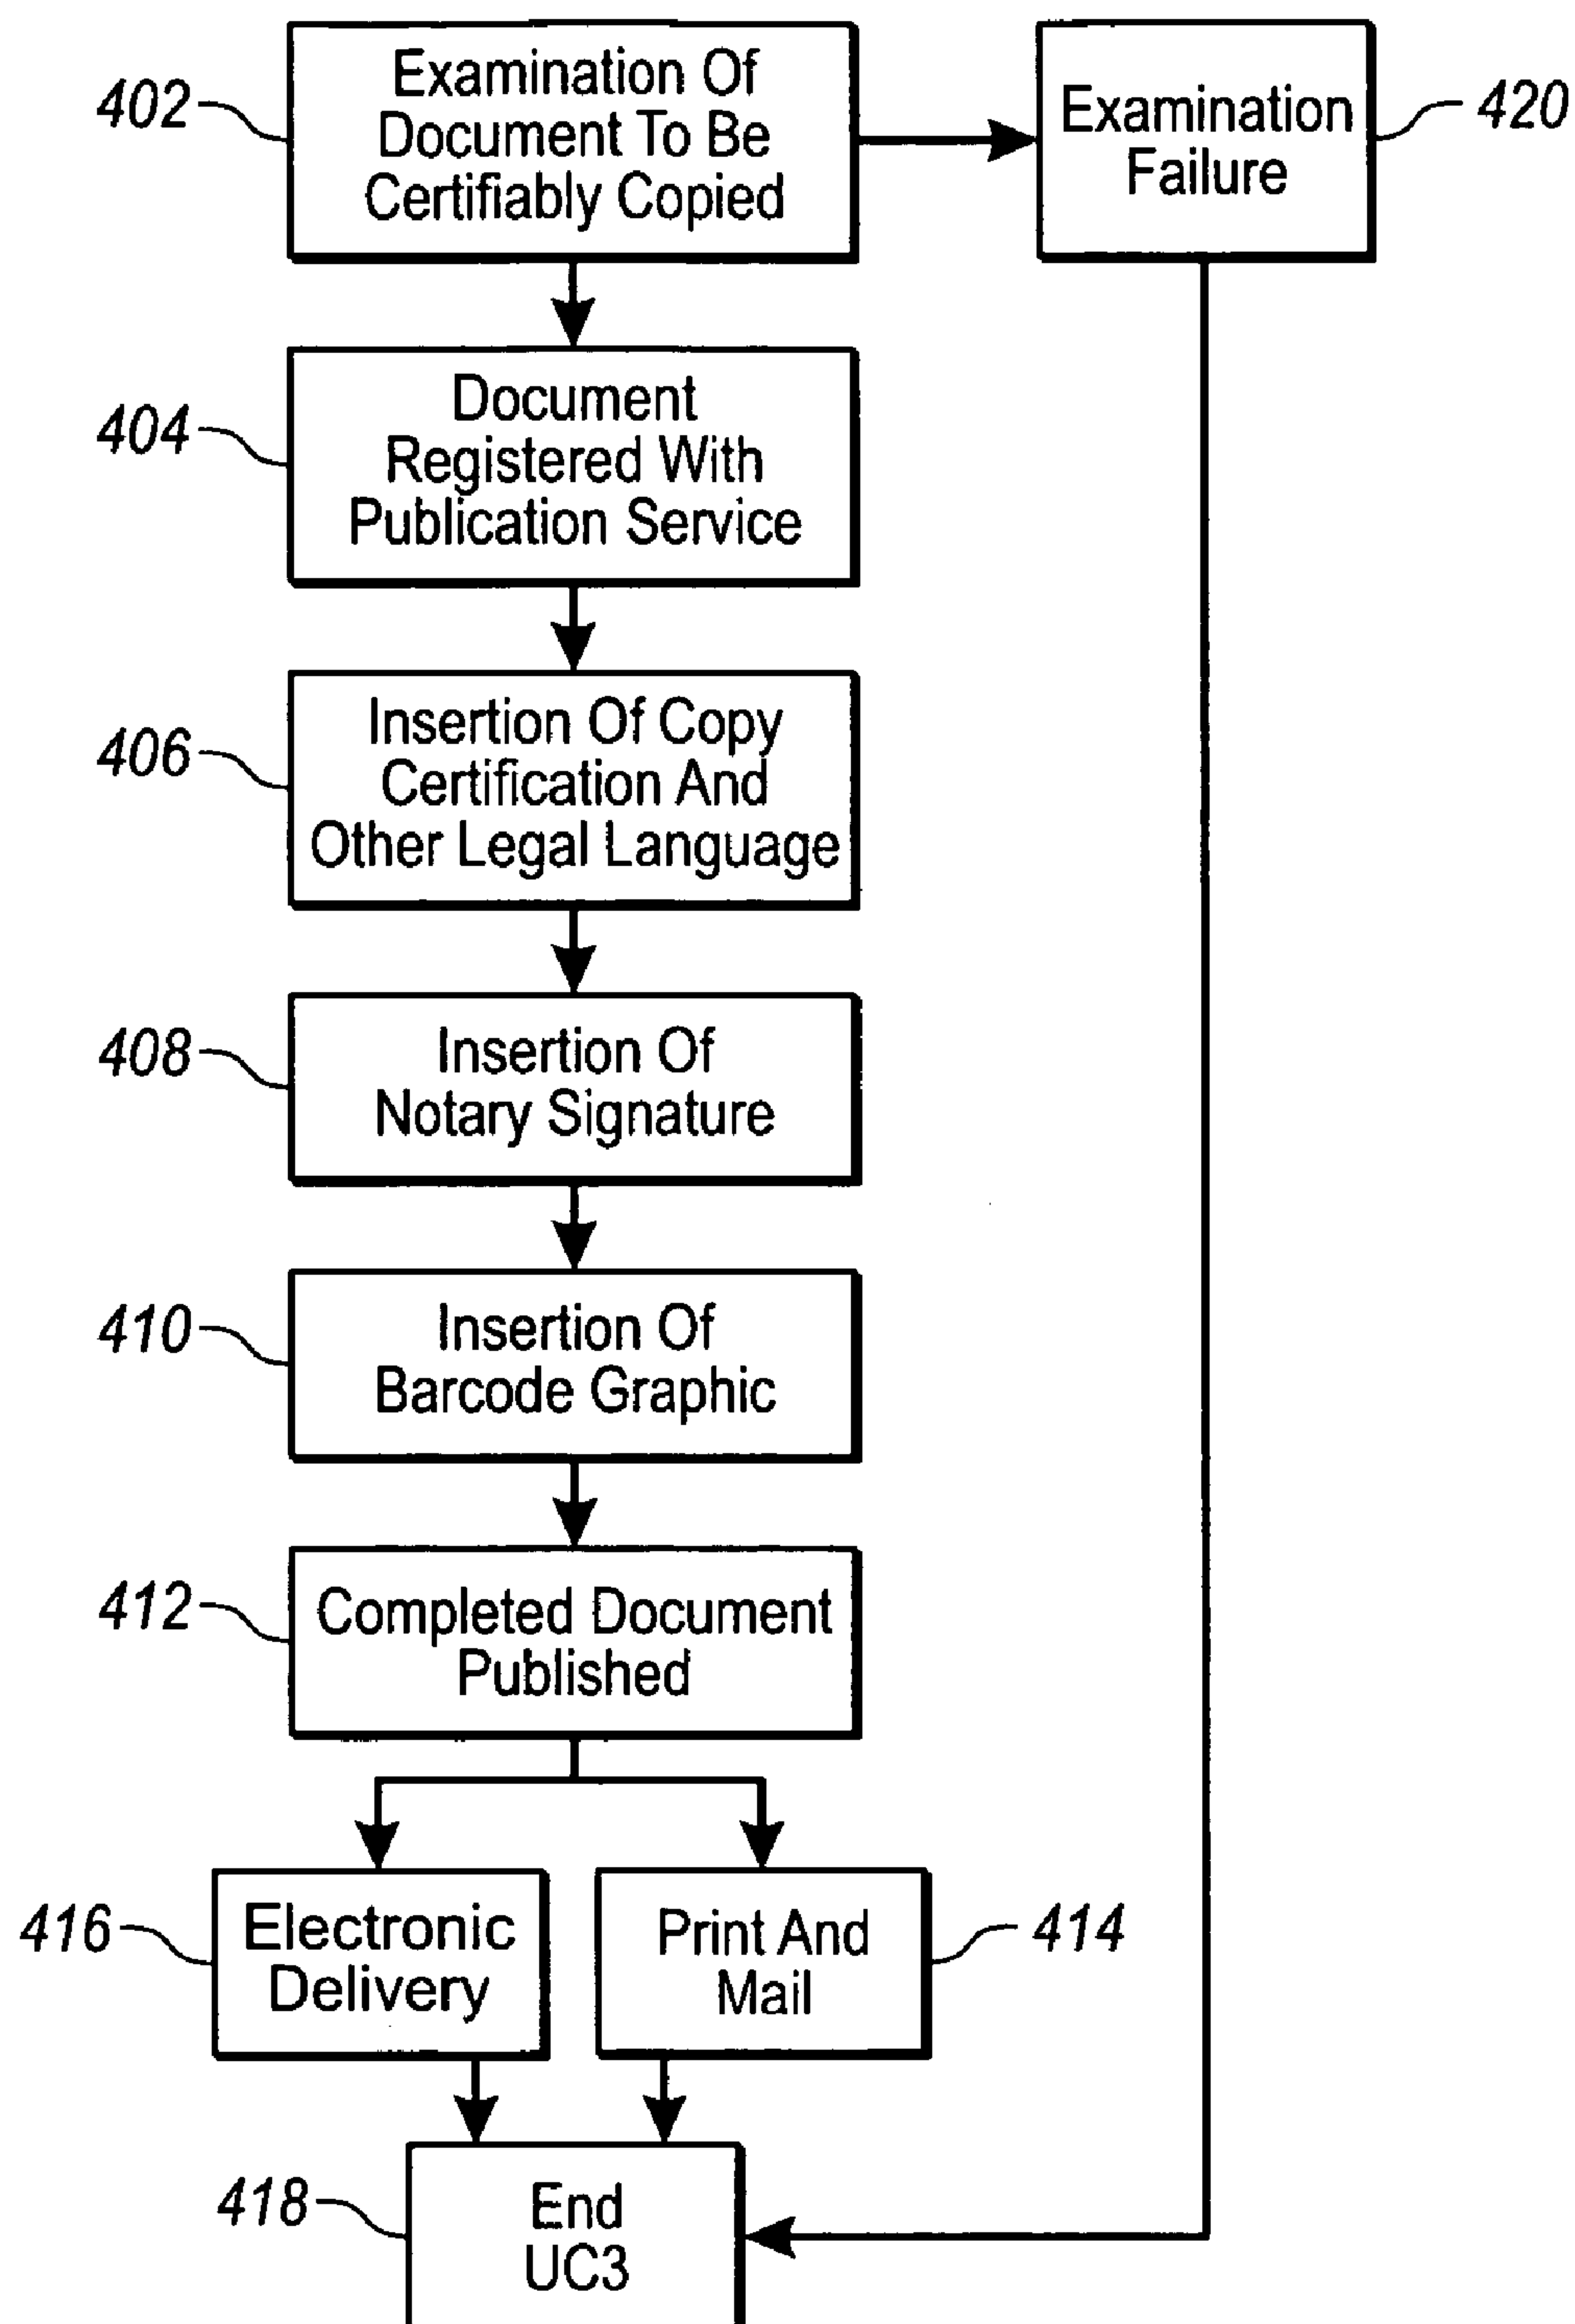 402
Examination Of
Document To Be
Certifiably Copied
Examination
Failure
420
404
Document
Registered With
Publication Service
406
Insertion Of Copy
Certification And
Other Legal Language
408
Insertion Of
Notary Signature
410
Insertion Of
Barcode Graphic
412
Completed Document
Published
416
Electronic
Delivery
Print And
Mail
414
418
End
UC3